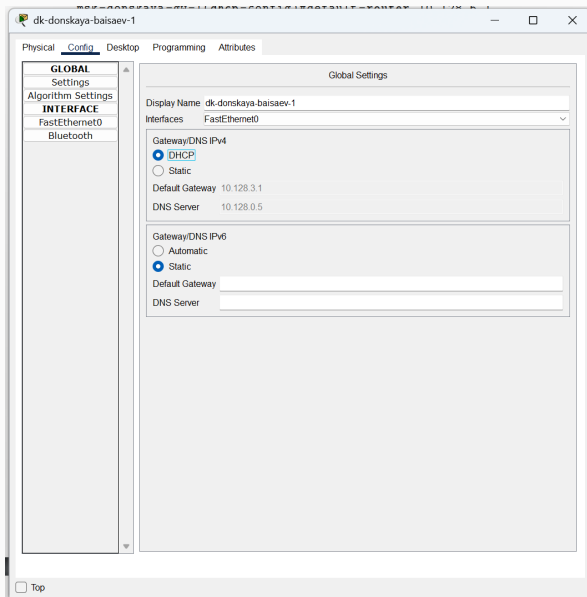 dk-donskaya-baisaev-1
Physical Config Desktop Programming Attributes
GLOBAL
Settings
Algorithm Settings
INTERFACE
FastEthernet0
Bluetooth
Global Settings
Display Name dk-donskaya-baisaev-1
Interfaces FastEthernet0
Gateway/DNS IPv4
DHCP
Static
Default Gateway 10.128.3.1
DNS Server 10.128.0.5
Gateway/DNS IPv6
Automatic
Static
Default Gateway
DNS Server
Top